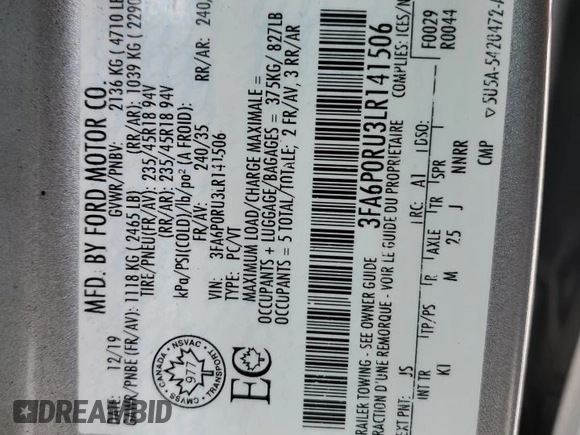 MFD. BY FORD MOTOR CO.
DATE: 12/19
GVWR/PNBV: 2136 KG ( 4710 LB
GVWR/PNBE (FR/AV): 1118 KG ( 2465 LB) (RR/AR): 1039 KG ( 2290
TIRE/PNEU(FR/AV): 235/45R18 94V
(RR/AR): 235/45R18 94V
kPa/PSI(COLD)/lb/po² (A FROID):
FR/AV: 240/35 RR/AR: 240/
VIN: 3FA6P0RU3LR141506
TYPE: PC/VT
MAXIMUM LOAD/CHARGE MAXIMALE =
OCCUPANTS + LUGGAGE/BAGAGES = 375KG/ 827LB
OCCUPANTS = 5 TOTAL/TOTAL: 2 FR/AV, 3 RR/AR
CANADA NSVAC
977
CMVSS TRANSPORT
EC
3FA6P0RU3LR141506
TRAILER TOWING - SEE OWNER GUIDE
TRACTION D'UNE REMORQUE - VOIR LE GUIDE DU PROPRIETAIRE
COMPLIES: ICES/N
EXT PNT: JS RC: A1 DSO: F0029
R0044
INT TR TP/PS R AXLE TR SPR
KI M 25 J NNRR
CMP ▽ 5U5A-5420472-A
DREAMBID